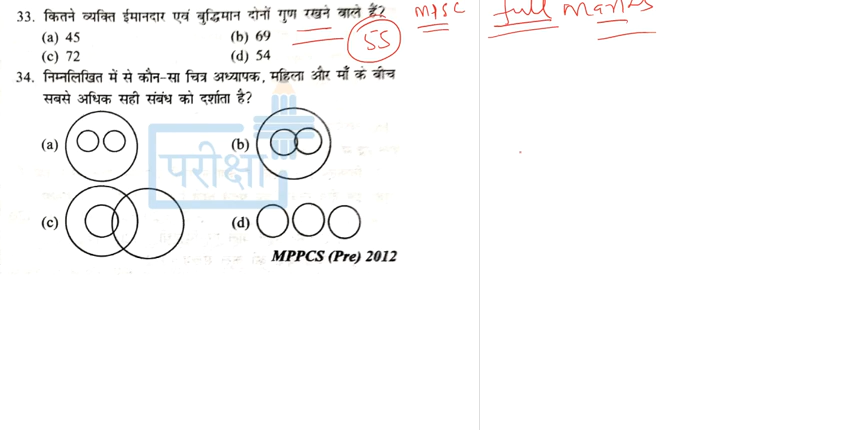 33. कितने व्यक्ति ईमानदार एवं बुद्धिमान दोनों गुण रखने वाले हैं?
(a) 45 (b) 69
(c) 72 (d) 54
55
MPSC
full marks
34. निम्नलिखित में से कौन-सा चित्र अध्यापक, महिला और माँ के बीच
सबसे अधिक सही संबंध को दर्शाता है?
(a) (b)
परीक्षा
(c) (d)
MPPCS (Pre) 2012